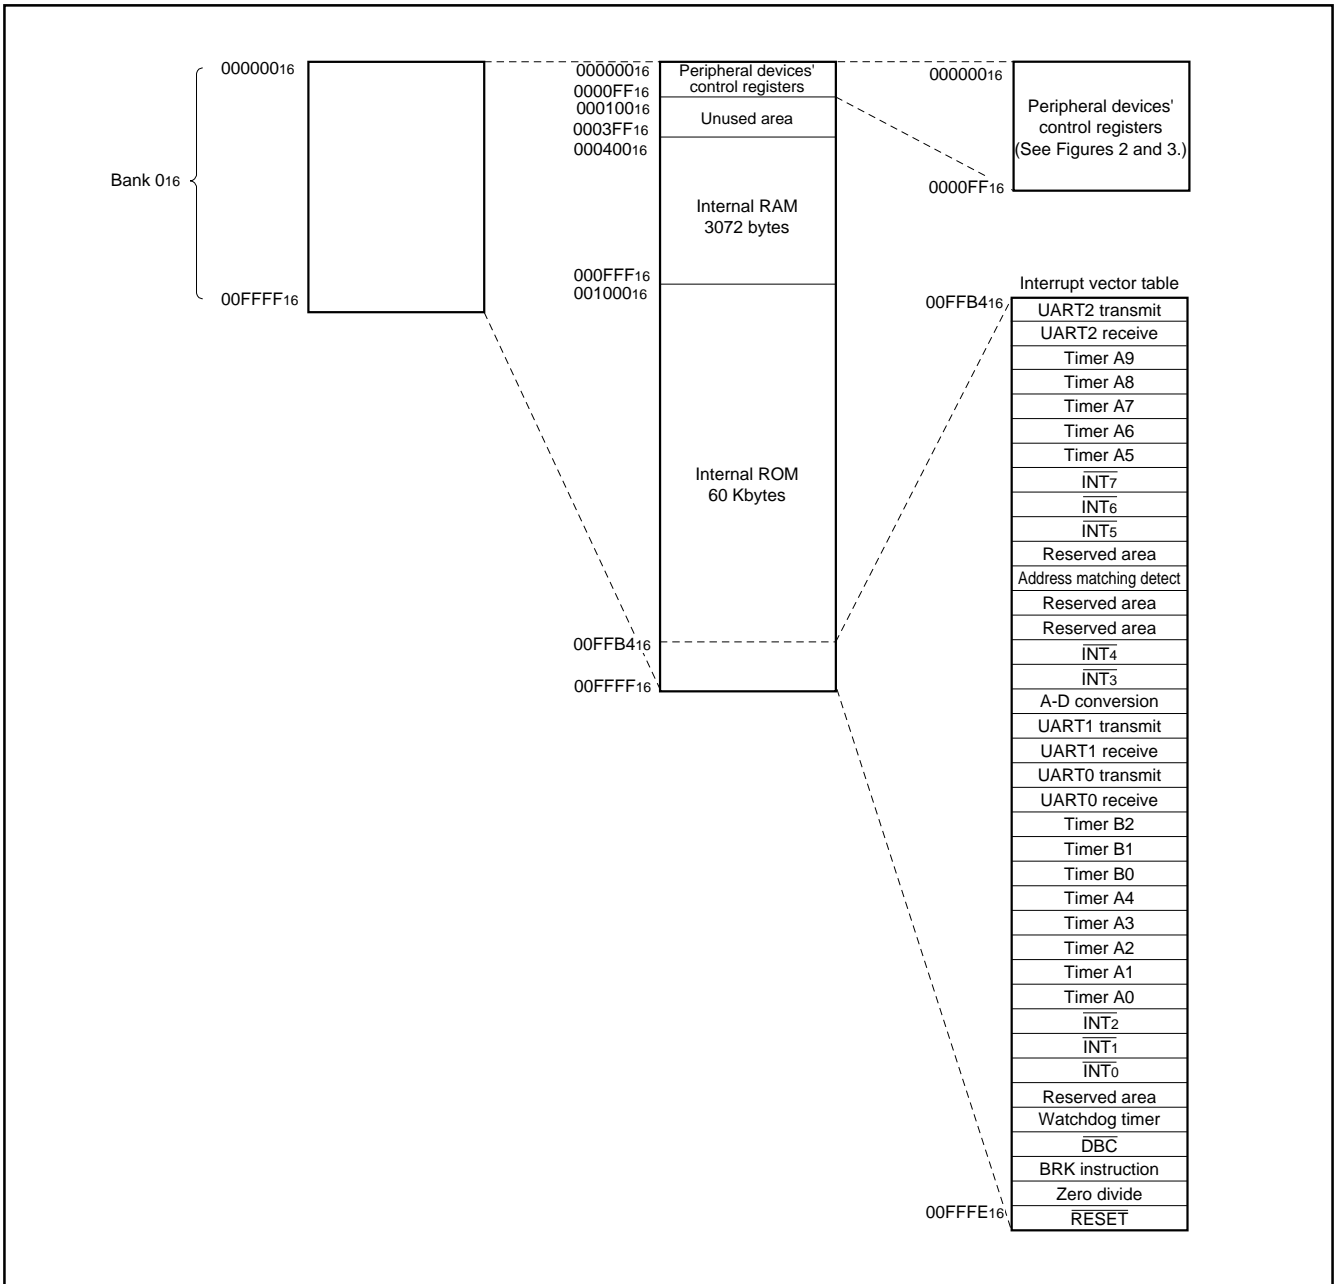 000000₁₆
Bank 0₁₆
00FFFF₁₆
000000₁₆
0000FF₁₆
000100₁₆
0003FF₁₆
000400₁₆
000FFF₁₆
001000₁₆
00FFB4₁₆
00FFFF₁₆
Peripheral devices'
control registers
Unused area
Internal RAM
3072 bytes
Internal ROM
60 Kbytes
000000₁₆
0000FF₁₆
Peripheral devices'
control registers
(See Figures 2 and 3.)
Interrupt vector table
00FFB4₁₆
UART2 transmit
UART2 receive
Timer A9
Timer A8
Timer A7
Timer A6
Timer A5
INT₇
INT₆
INT₅
Reserved area
Address matching detect
Reserved area
Reserved area
INT₄
INT₃
A-D conversion
UART1 transmit
UART1 receive
UART0 transmit
UART0 receive
Timer B2
Timer B1
Timer B0
Timer A4
Timer A3
Timer A2
Timer A1
Timer A0
INT₂
INT₁
INT₀
Reserved area
Watchdog timer
DBC
BRK instruction
Zero divide
00FFFE₁₆
RESET